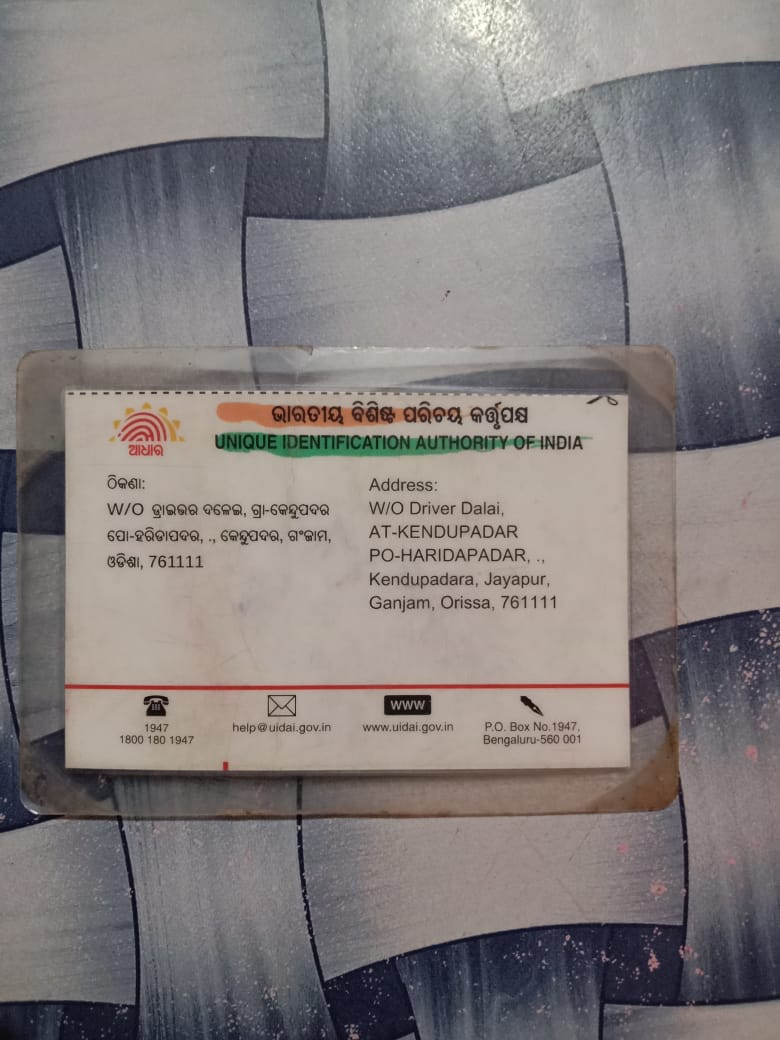 ଭାରତୀୟ ବିଶିଷ୍ଟ ପରିଚୟ କର୍ତ୍ତୃପକ୍ଷ
UNIQUE IDENTIFICATION AUTHORITY OF INDIA
ଆଧାର
ଠିକଣା:
W/O ଡ୍ରାଇଭର ଦଳେଇ, ଗ୍ରା-କେନ୍ଦୁପଦର
ପୋ-ହରିଡାପଦର, ., କେନ୍ଦୁପଦର, ଗଂଜାମ,
ଓଡିଶା, 761111
Address:
W/O Driver Dalai,
AT-KENDUPADAR
PO-HARIDAPADAR, .,
Kendupadara, Jayapur,
Ganjam, Orissa, 761111
1947
1800 180 1947
help@uidai.gov.in
www
www.uidai.gov.in
P.O. Box No.1947,
Bengaluru-560 001